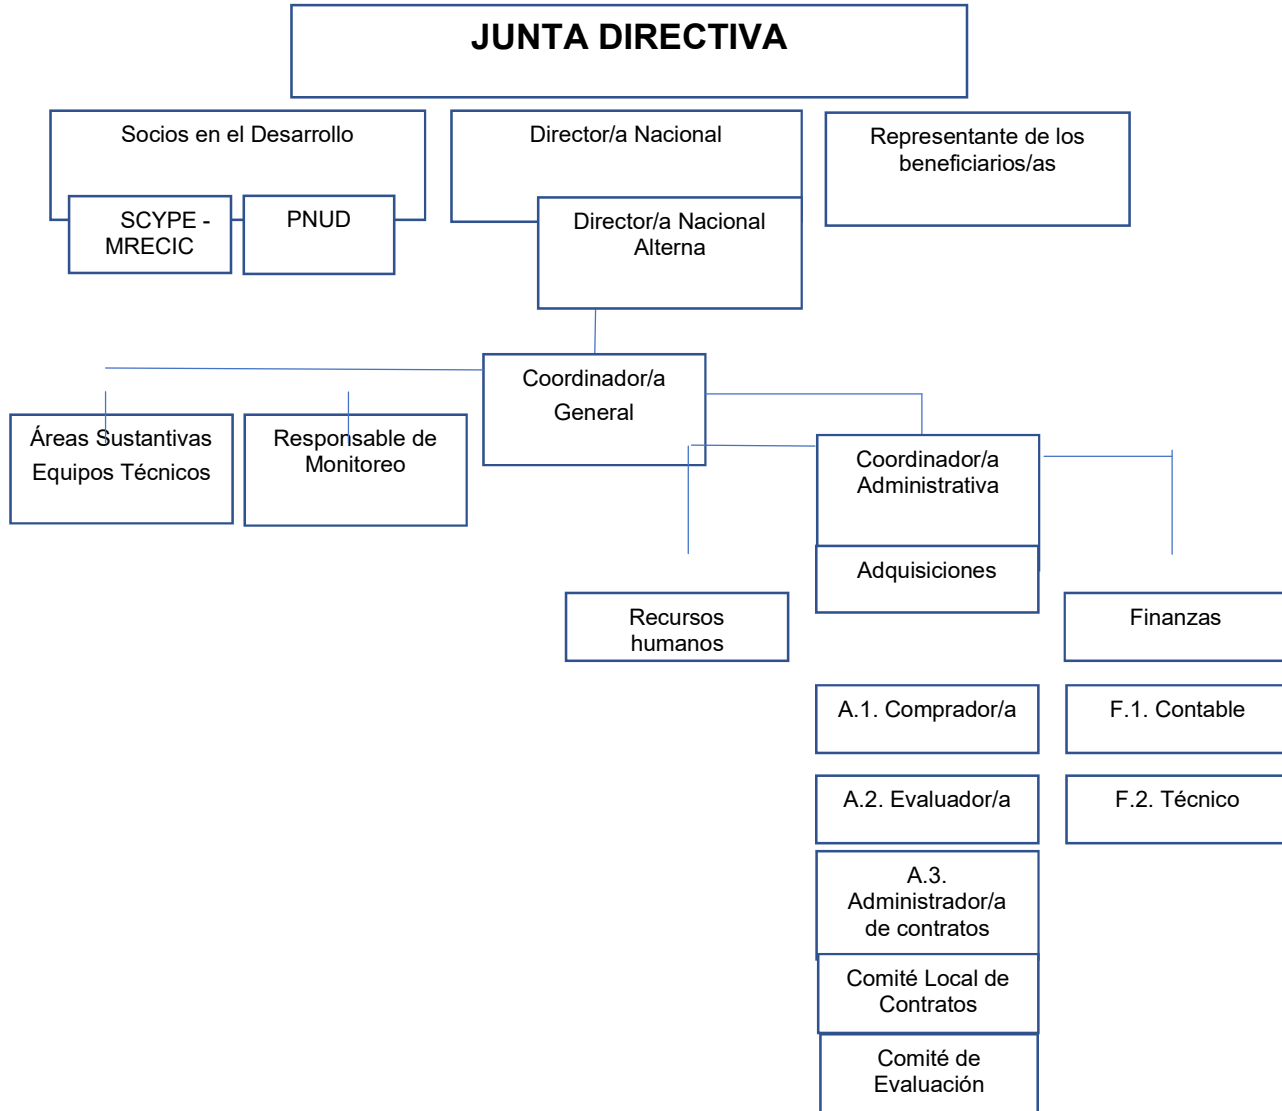 JUNTA DIRECTIVA
Socios en el Desarrollo
SCYPE -
MRECIC
PNUD
Director/a Nacional
Director/a Nacional
Alterna
Representante de los
beneficiarios/as
Coordinador/a
General
Áreas Sustantivas
Equipos Técnicos
Responsable de
Monitoreo
Coordinador/a
Administrativa
Adquisiciones
Recursos
humanos
Finanzas
A.1. Comprador/a
F.1. Contable
A.2. Evaluador/a
F.2. Técnico
A.3.
Administrador/a
de contratos
Comité Local de
Contratos
Comité de
Evaluación